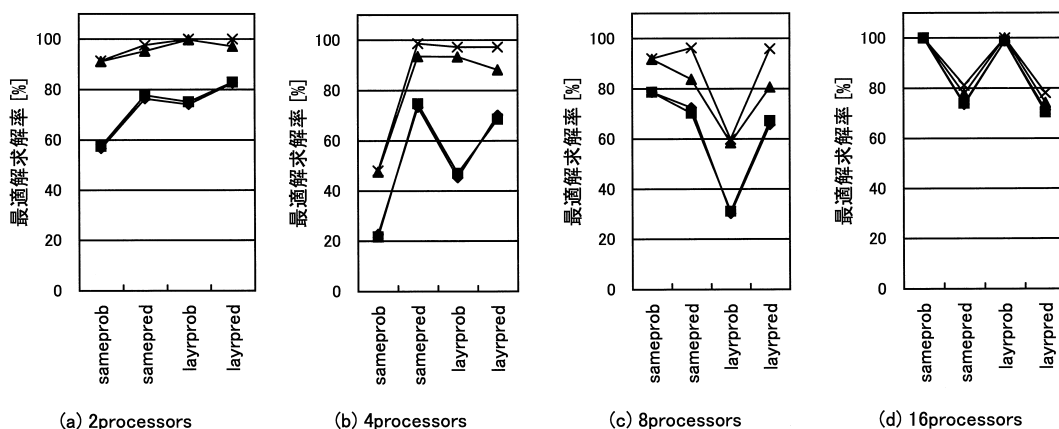 最適解求解率 [%]
100
80
60
40
20
0
sameprob
samepred
layrprob
layrpred
(a) 2processors
最適解求解率 [%]
100
80
60
40
20
0
sameprob
samepred
layrprob
layrpred
(b) 4processors
最適解求解率 [%]
100
80
60
40
20
0
sameprob
samepred
layrprob
layrpred
(c) 8processors
最適解求解率 [%]
100
80
60
40
20
0
sameprob
samepred
layrprob
layrpred
(d) 16processors